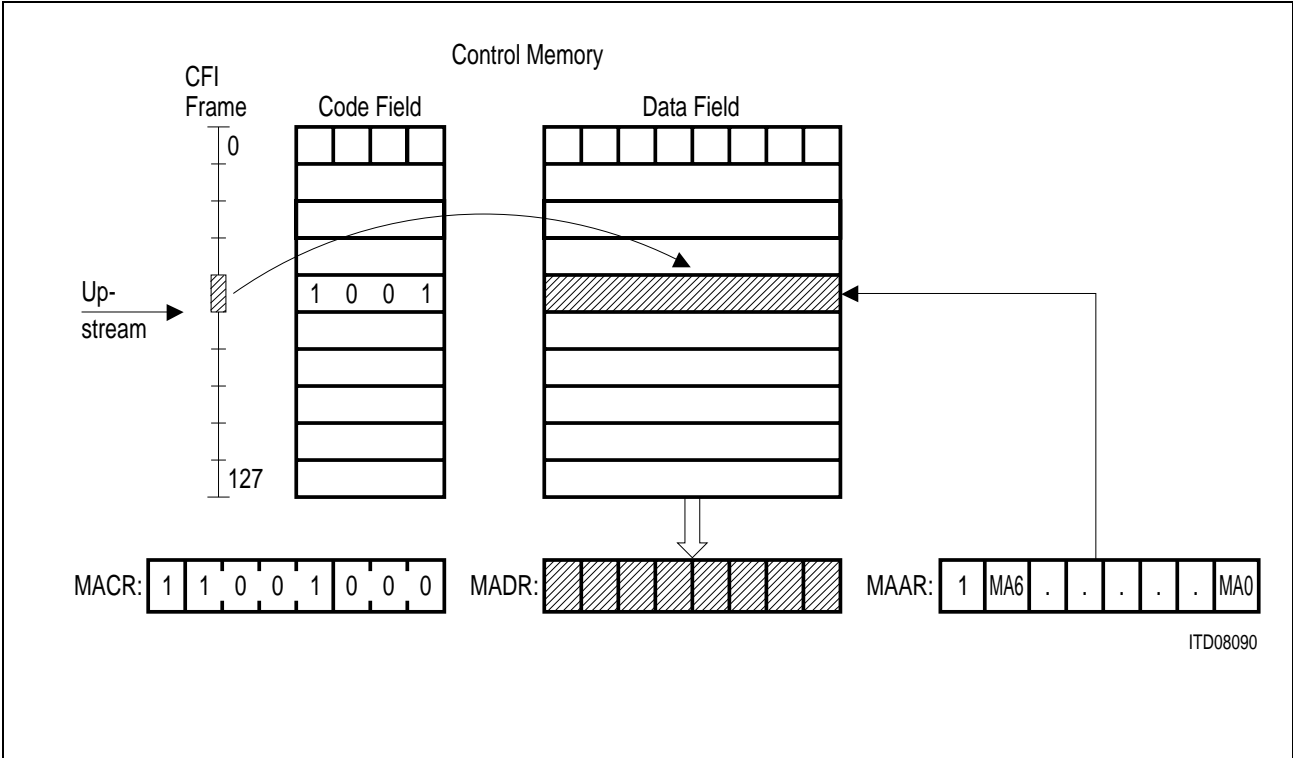 Control Memory
CFI
Frame
Code Field
Data Field
0
Up-
stream
1 0 0 1
127
MACR: 1 1 0 0 1 0 0 0
MADR:
MAAR: 1 MA6 . . . . . MA0
ITD08090